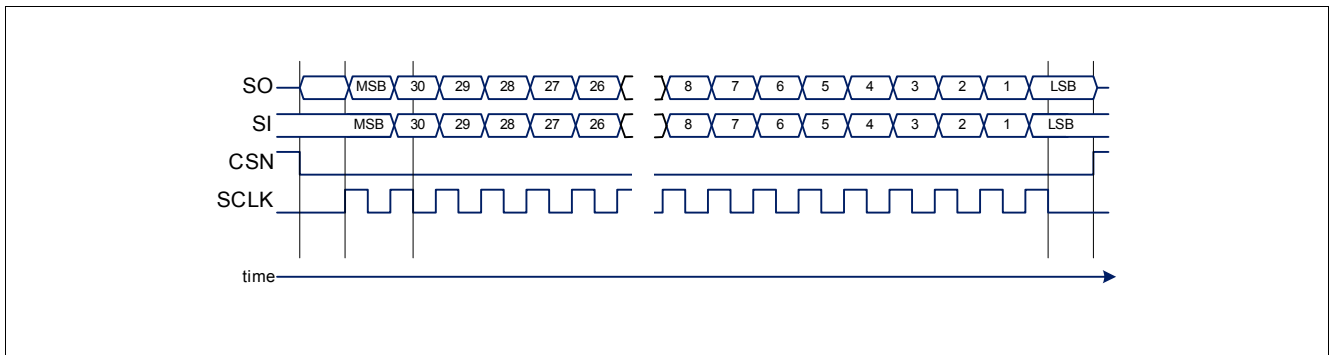 SO MSB 30 29 28 27 26 8 7 6 5 4 3 2 1 LSB
SI MSB 30 29 28 27 26 8 7 6 5 4 3 2 1 LSB
CSN
SCLK
time